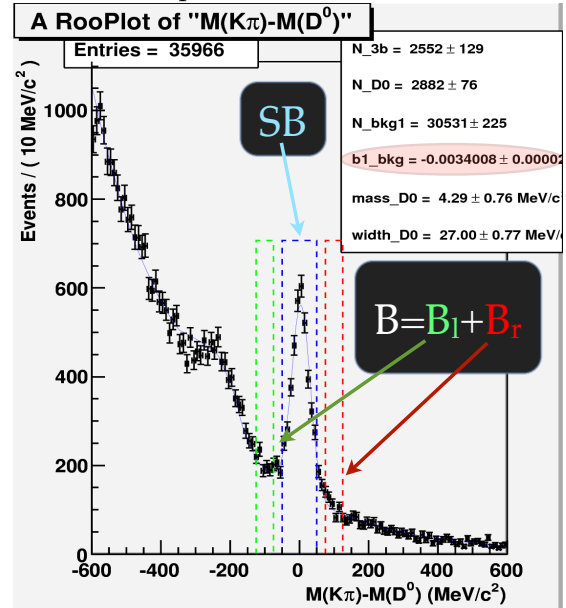 A RooPlot of "M(Kπ)-M(D⁰)"
Entries = 35966
N_3b = 2552 ± 129
N_D0 = 2882 ± 76
N_bkg1 = 30531 ± 225
b1_bkg = -0.0034008 ± 0.00002
mass_D0 = 4.29 ± 0.76 MeV/c
width_D0 = 27.00 ± 0.77 MeV/
SB
B=Bl+Br
Events / ( 10 MeV/c² )
1000
800
600
400
200
0
-600 -400 -200 0 200 400 600
M(Kπ)-M(D⁰) (MeV/c²)